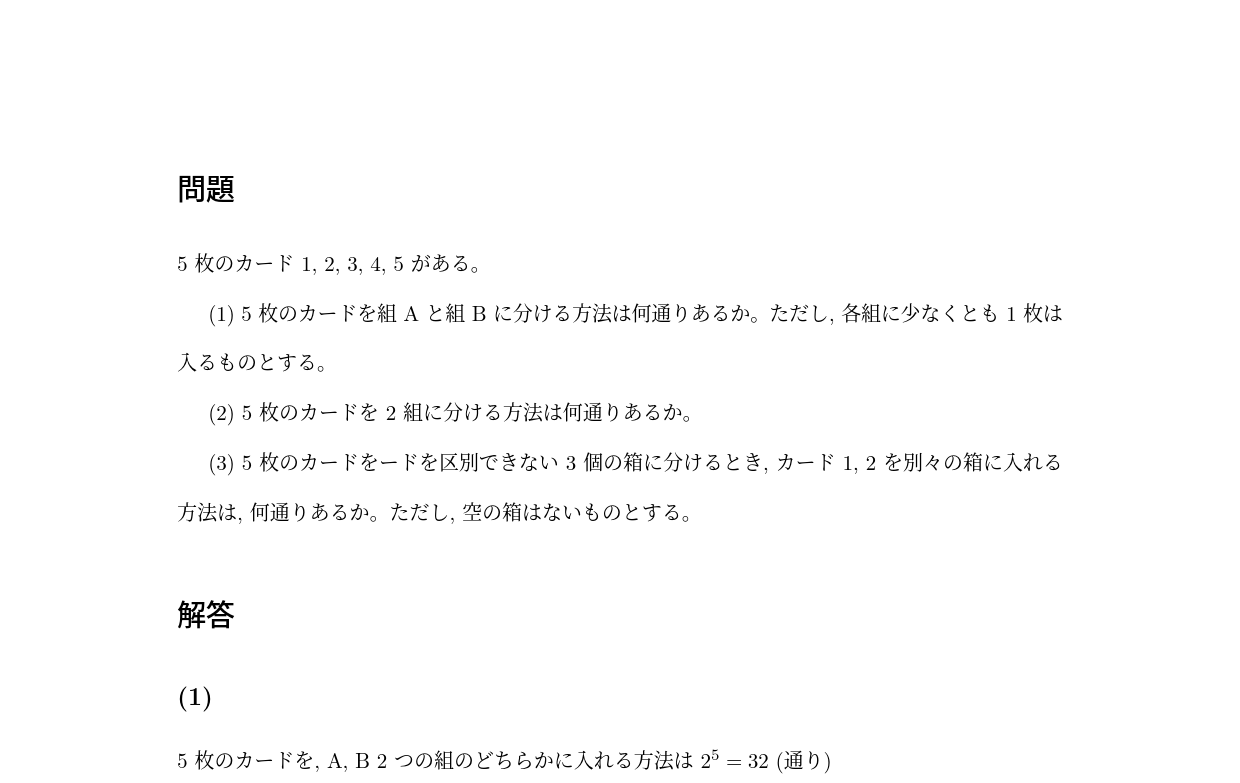 問題
5 枚のカード 1, 2, 3, 4, 5 がある。
(1) 5 枚のカードを組 A と組 B に分ける方法は何通りあるか。ただし, 各組に少なくとも 1 枚は
入るものとする。
(2) 5 枚のカードを 2 組に分ける方法は何通りあるか。
(3) 5 枚のカードをードを区別できない 3 個の箱に分けるとき, カード 1, 2 を別々の箱に入れる
方法は, 何通りあるか。ただし, 空の箱はないものとする。
解答
(1)
5 枚のカードを, A, B 2 つの組のどちらかに入れる方法は 2⁵ = 32 (通り)